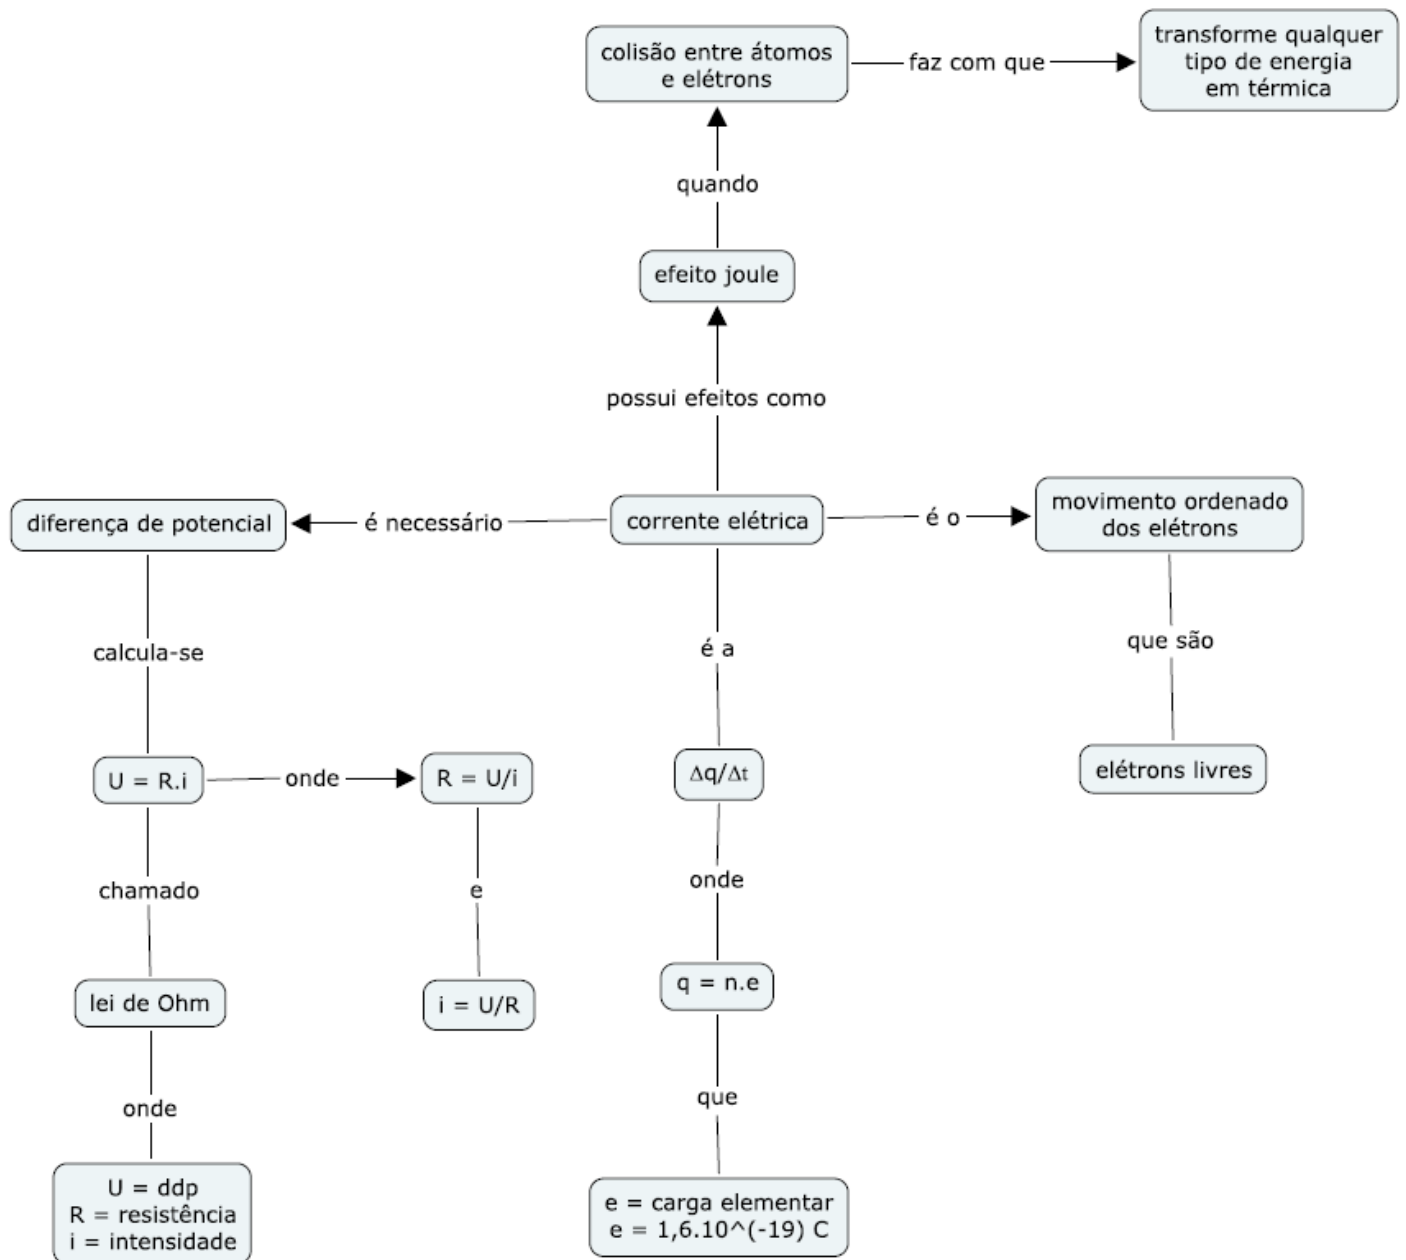 colisão entre átomos
e elétrons
faz com que
transforme qualquer
tipo de energia
em térmica
quando
efeito joule
possui efeitos como
diferença de potencial
é necessário
corrente elétrica
é o
movimento ordenado
dos elétrons
calcula-se
é a
que são
U = R.i
onde
R = U/i
Δq/Δt
elétrons livres
chamado
e
onde
lei de Ohm
i = U/R
q = n.e
onde
que
U = ddp
R = resistência
i = intensidade
e = carga elementar
e = 1,6.10^(-19) C